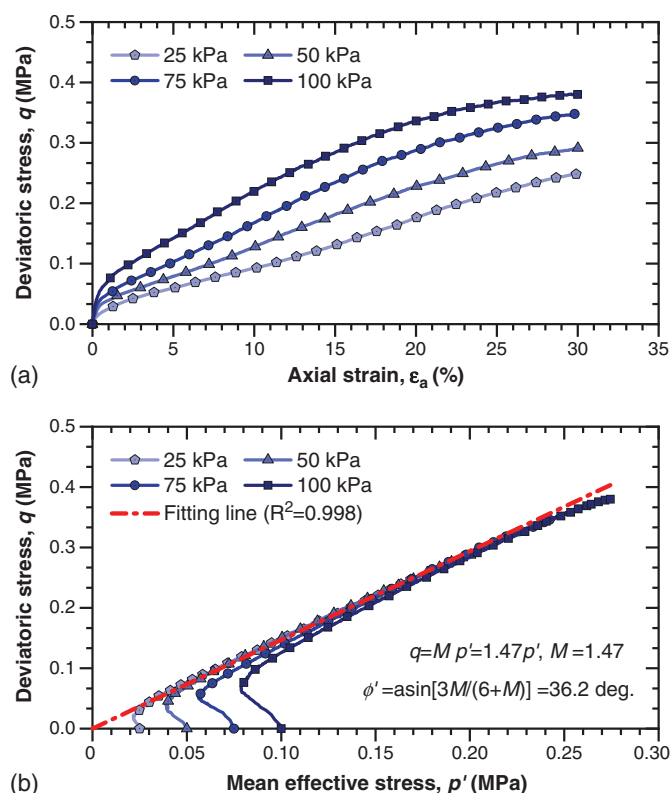 0.5
0.4
0.3
0.2
0.1
0.0
Deviatoric stress, q (MPa)
25 kPa 50 kPa
75 kPa 100 kPa
0 5 10 15 20 25 30 35
Axial strain, εa (%)
(a)
0.5
0.4
0.3
0.2
0.1
0.0
Deviatoric stress, q (MPa)
25 kPa 50 kPa
75 kPa 100 kPa
Fitting line (R²=0.998)
q=M p'=1.47p', M=1.47
ϕ'=asin[3M/(6+M)] =36.2 deg.
0 0.05 0.10 0.15 0.20 0.25 0.30
Mean effective stress, p' (MPa)
(b)